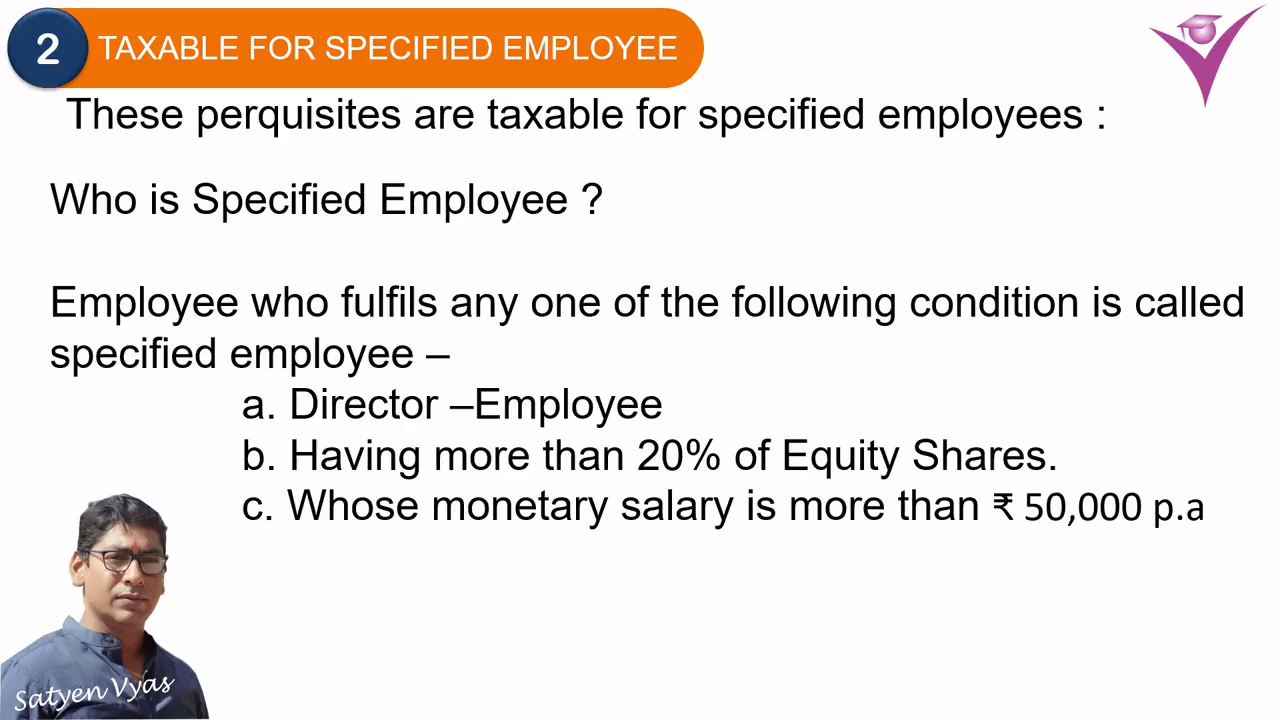 2 TAXABLE FOR SPECIFIED EMPLOYEE
These perquisites are taxable for specified employees :
Who is Specified Employee ?
Employee who fulfils any one of the following condition is called
specified employee –
a. Director –Employee
b. Having more than 20% of Equity Shares.
c. Whose monetary salary is more than ₹ 50,000 p.a
Satyen Vyas